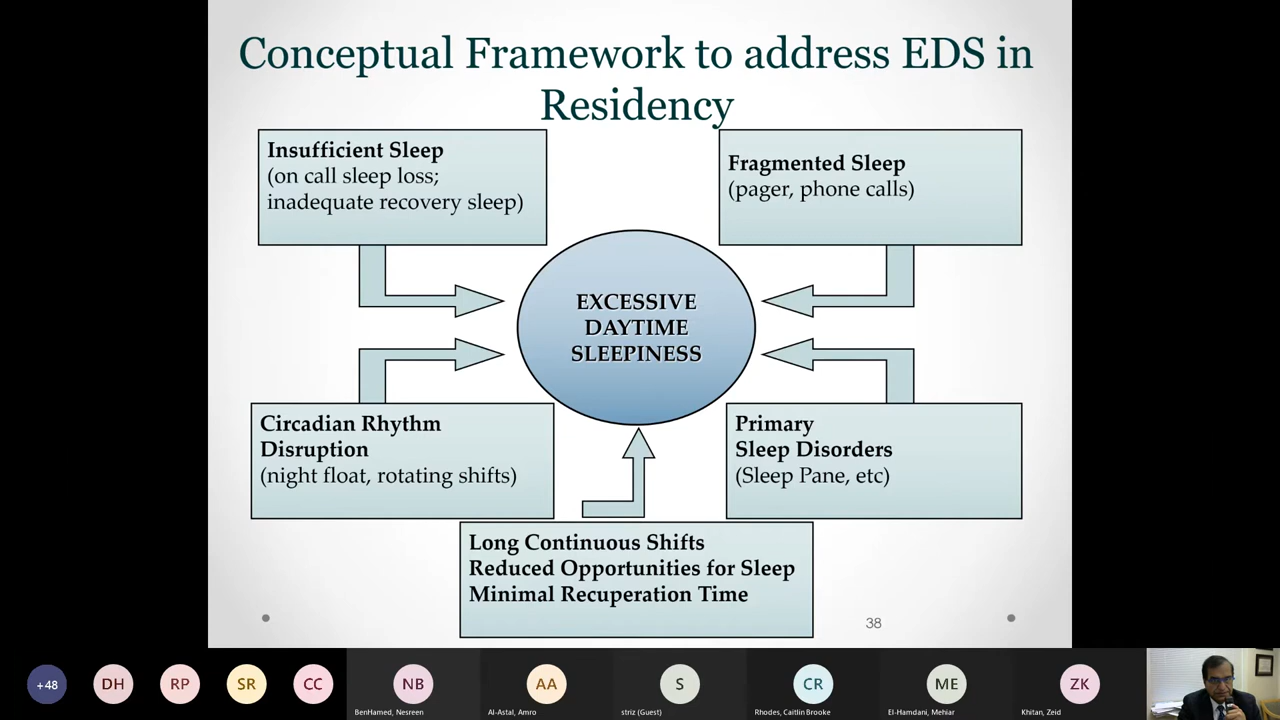 Conceptual Framework to address EDS in
Residency
Insufficient Sleep
(on call sleep loss;
inadequate recovery sleep)
Fragmented Sleep
(pager, phone calls)
EXCESSIVE
DAYTIME
SLEEPINESS
Circadian Rhythm
Disruption
(night float, rotating shifts)
Primary
Sleep Disorders
(Sleep Pane, etc)
Long Continuous Shifts
Reduced Opportunities for Sleep
Minimal Recuperation Time
38
+48
DH
RP
SR
CC
NB
BenHamed, Nesreen
AA
Al-Astal, Amro
S
striz (Guest)
CR
Rhodes, Caitlin Brooke
ME
El-Hamdani, Mehiar
ZK
Khitan, Zeid